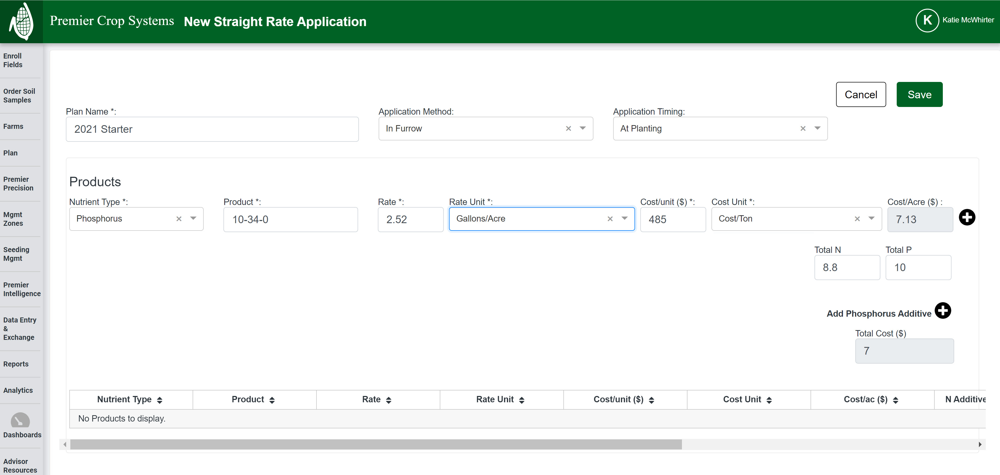 Premier Crop Systems New Straight Rate Application
K Katie McWhirter
Enroll
Fields
Order Soil
Samples
Farms
Plan
Premier
Precision
Mgmt
Zones
Seeding
Mgmt
Premier
Intelligence
Data Entry
&
Exchange
Reports
Analytics
Dashboards
Advisor
Resources
Cancel Save
Plan Name *: Application Method: Application Timing:
2021 Starter In Furrow × At Planting ×
Products
Nutrient Type *: Product *: Rate *: Rate Unit *: Cost/unit ($) *: Cost Unit *: Cost/Acre ($) :
Phosphorus × 10-34-0 2.52 Gallons/Acre × 485 Cost/Ton × 7.13
Total N Total P
8.8 10
Add Phosphorus Additive
Total Cost ($)
7
Nutrient Type Product Rate Rate Unit Cost/unit ($) Cost Unit Cost/ac ($) N Additive
No Products to display.